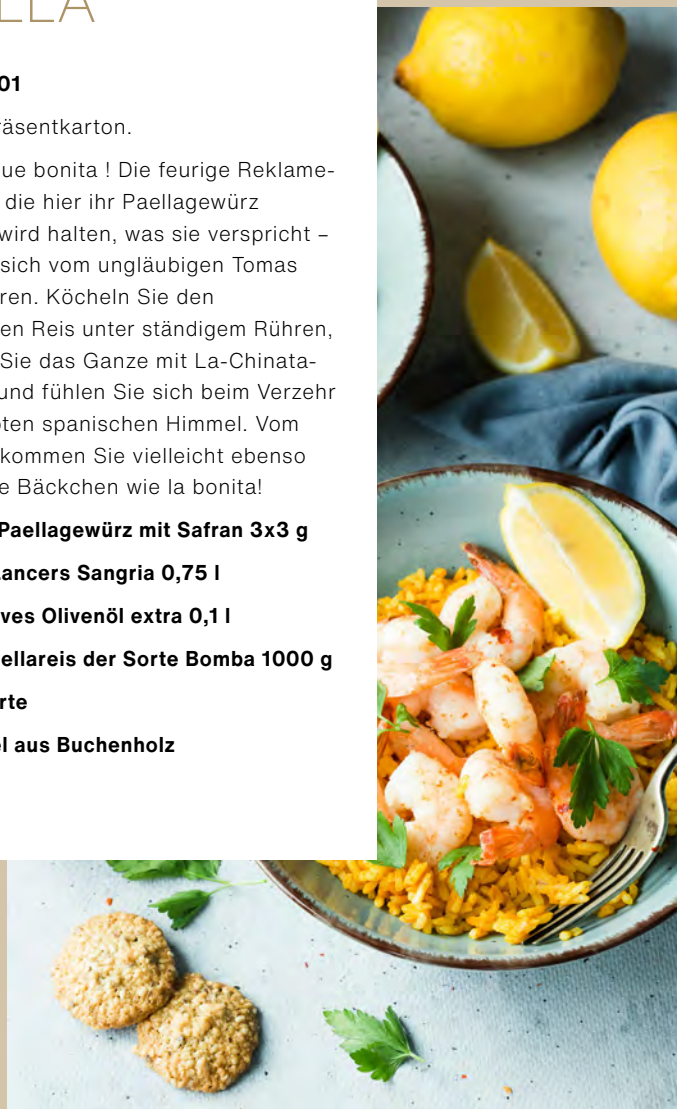 ELLA
01
räsentkarton.
ue bonita ! Die feurige Reklame-
die hier ihr Paellagewürz
wird halten, was sie verspricht –
sich vom ungläubigen Tomas
ren. Köcheln Sie den
en Reis unter ständigem Rühren,
Sie das Ganze mit La-Chinata-
und fühlen Sie sich beim Verzehr
ten spanischen Himmel. Vom
kommen Sie vielleicht ebenso
e Bäckchen wie la bonita!
Paellagewürz mit Safran 3x3 g
ancers Sangria 0,75 l
ves Olivenöl extra 0,1 l
ellareis der Sorte Bomba 1000 g
rte
el aus Buchenholz